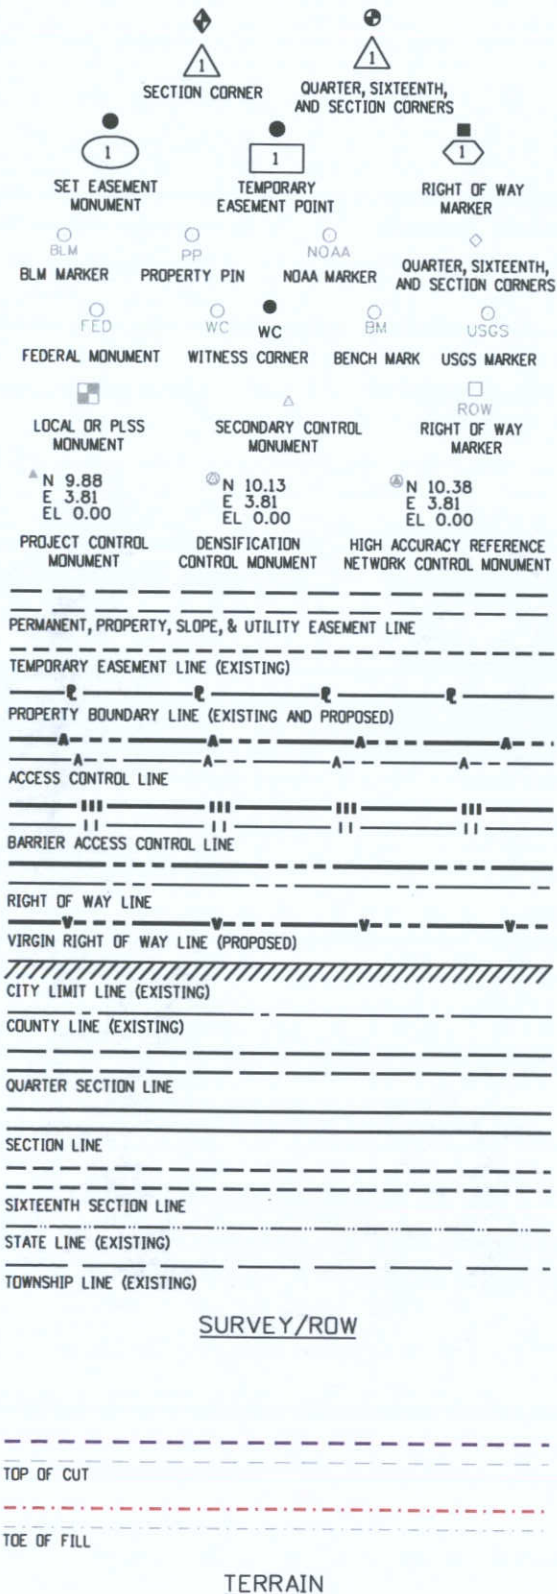 1 1
SECTION CORNER QUARTER, SIXTEENTH,
AND SECTION CORNERS
1 1 1
SET EASEMENT TEMPORARY RIGHT OF WAY
MONUMENT EASEMENT POINT MARKER
BLM PP NOAA
BLM MARKER PROPERTY PIN NOAA MARKER QUARTER, SIXTEENTH,
AND SECTION CORNERS
FED WC WC BM USGS
FEDERAL MONUMENT WITNESS CORNER BENCH MARK USGS MARKER
ROW
LOCAL OR PLSS SECONDARY CONTROL RIGHT OF WAY
MONUMENT MONUMENT MARKER
N 9.88 N 10.13 N 10.38
E 3.81 E 3.81 E 3.81
EL 0.00 EL 0.00 EL 0.00
PROJECT CONTROL DENSIFICATION HIGH ACCURACY REFERENCE
MONUMENT CONTROL MONUMENT NETWORK CONTROL MONUMENT
PERMANENT, PROPERTY, SLOPE, & UTILITY EASEMENT LINE
TEMPORARY EASEMENT LINE (EXISTING)
PROPERTY BOUNDARY LINE (EXISTING AND PROPOSED)
A A A A
A A A A
ACCESS CONTROL LINE
BARRIER ACCESS CONTROL LINE
RIGHT OF WAY LINE
V V V V
VIRGIN RIGHT OF WAY LINE (PROPOSED)
CITY LIMIT LINE (EXISTING)
COUNTY LINE (EXISTING)
QUARTER SECTION LINE
SECTION LINE
SIXTEENTH SECTION LINE
STATE LINE (EXISTING)
TOWNSHIP LINE (EXISTING)
SURVEY/ROW
TOP OF CUT
TOE OF FILL
TERRAIN